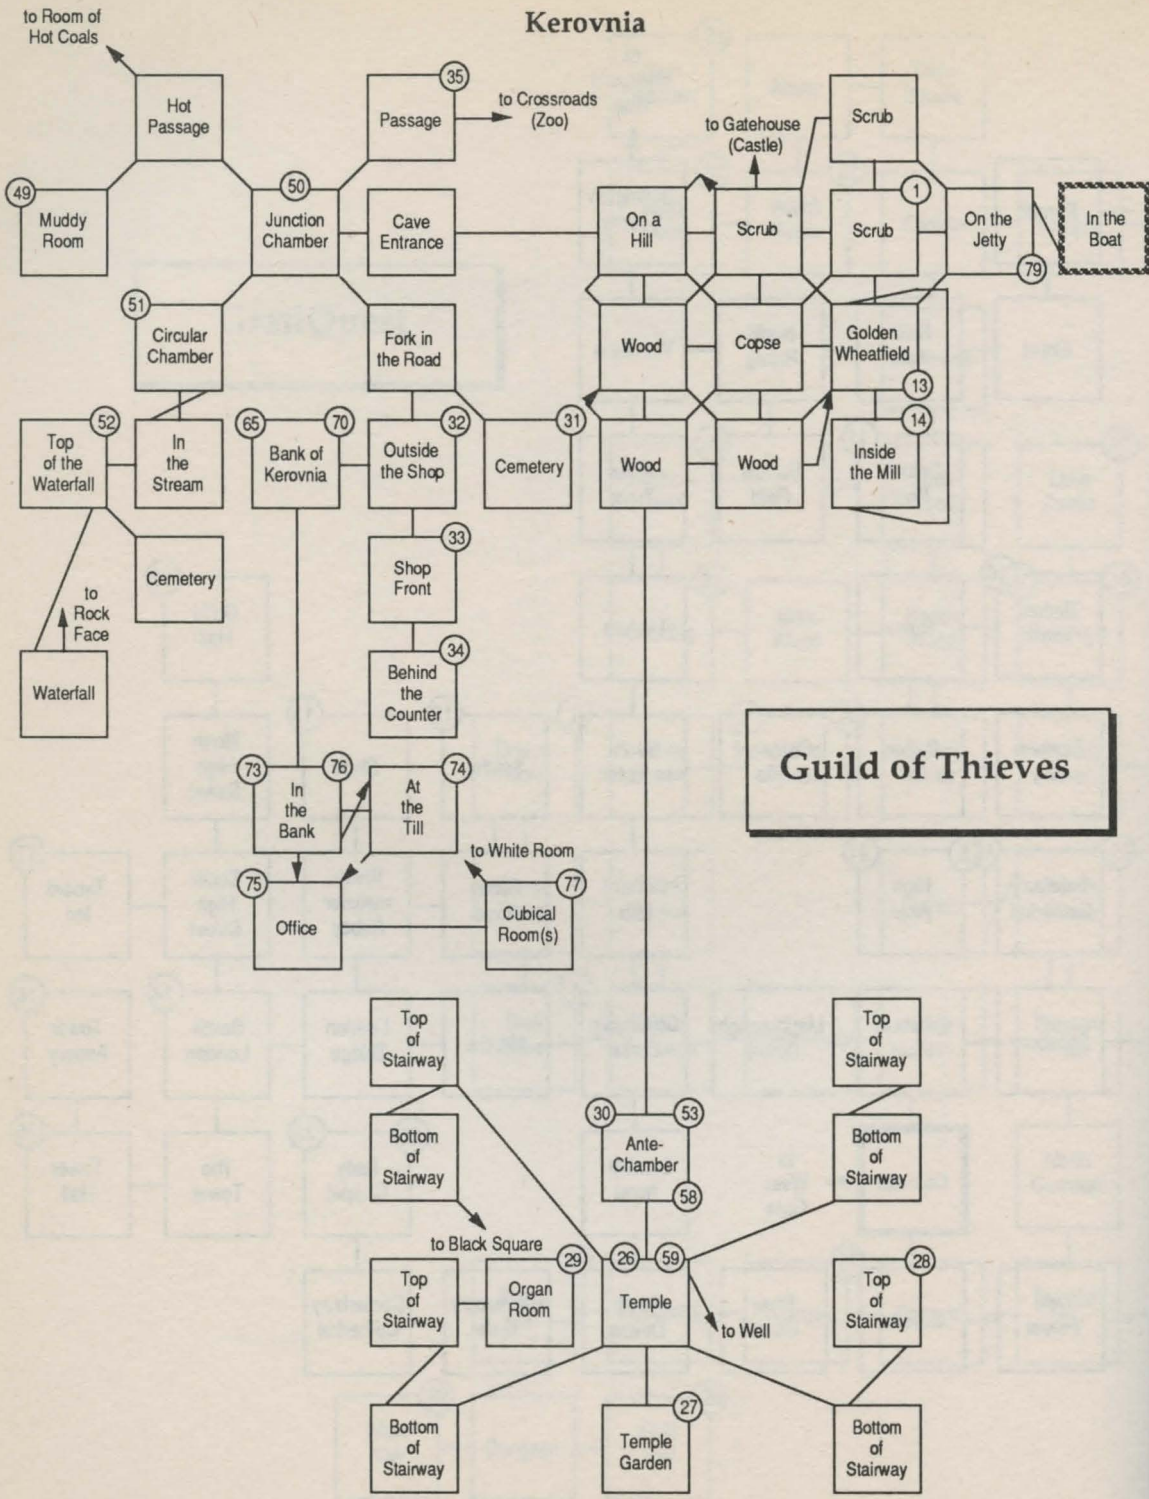 Kerovnia
to Room of
Hot Coals
Hot
Passage
35
Passage
to Crossroads
(Zoo)
to Gatehouse
(Castle)
Scrub
49
Muddy
Room
50
Junction
Chamber
Cave
Entrance
On a
Hill
Scrub
1
Scrub
On the
Jetty
79
In the
Boat
51
Circular
Chamber
Fork in
the Road
Wood
Copse
Golden
Wheatfield
13
52
Top
of the
Waterfall
In
the
Stream
65
70
Bank of
Kerovnia
32
Outside
the Shop
31
Cemetery
Wood
Wood
14
Inside
the Mill
Cemetery
33
Shop
Front
to
Rock
Face
Waterfall
34
Behind
the
Counter
Guild of Thieves
73
76
In
the
Bank
74
At
the
Till
to White Room
75
Office
77
Cubical
Room(s)
Top
of
Stairway
Top
of
Stairway
Bottom
of
Stairway
30
53
Ante-
Chamber
58
Bottom
of
Stairway
to Black Square
Top
of
Stairway
29
Organ
Room
26
59
Temple
to Well
28
Top
of
Stairway
Bottom
of
Stairway
27
Temple
Garden
Bottom
of
Stairway